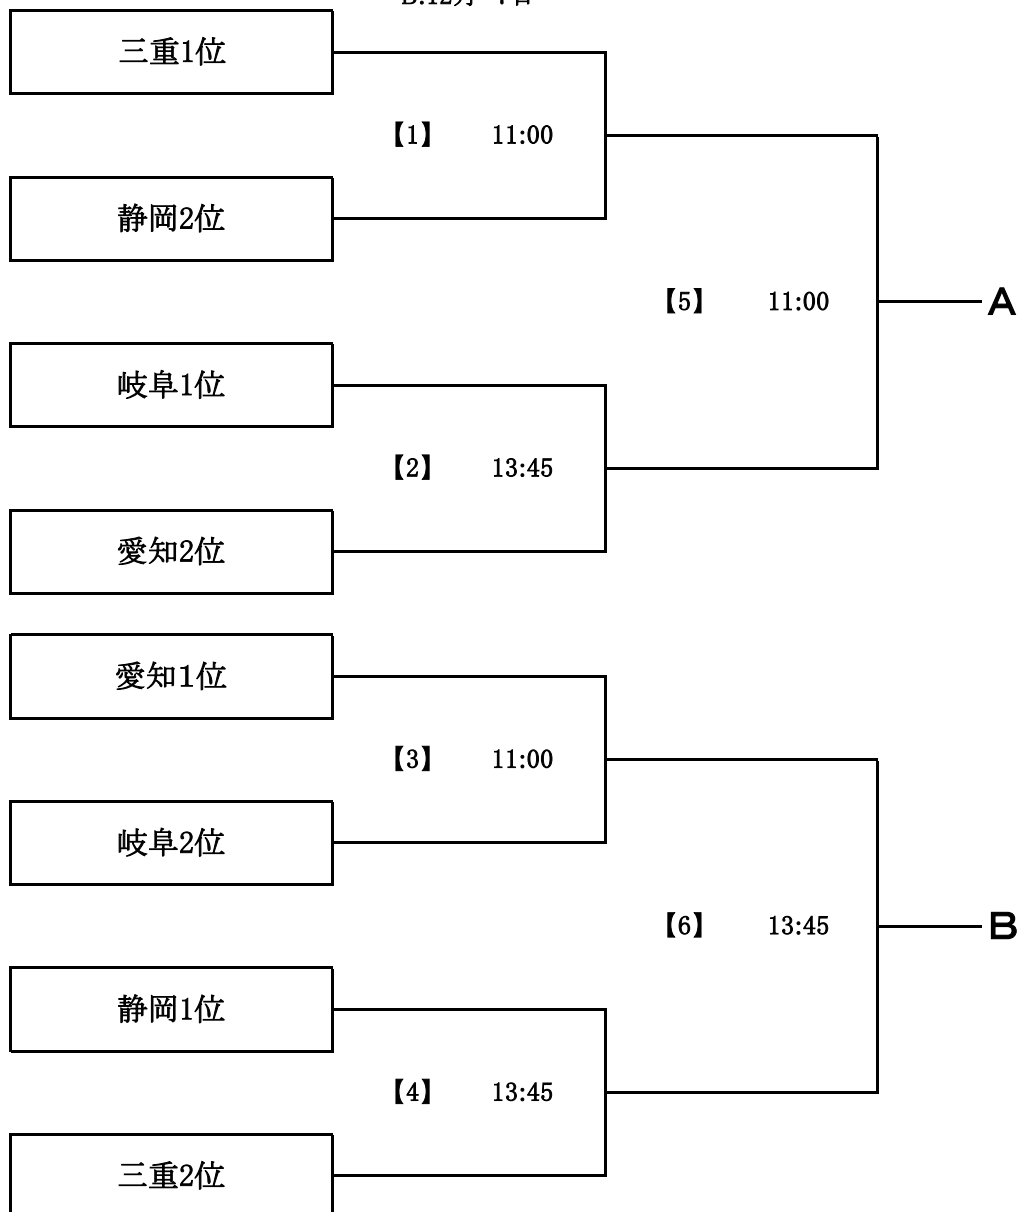 三重1位
【1】 11:00
静岡2位
【5】 11:00
A
岐阜1位
【2】 13:45
愛知2位
愛知1位
【3】 11:00
岐阜2位
【6】 13:45
B
静岡1位
【4】 13:45
三重2位